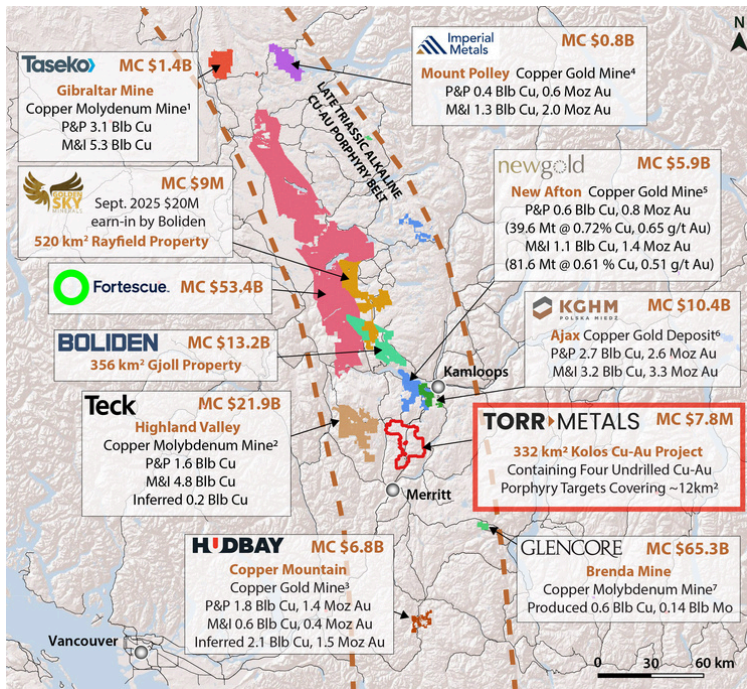 Taseko
MC $1.4B
Gibraltar Mine
Copper Molydenum Mine¹
P&P 3.1 Blb Cu
M&I 5.3 Blb Cu
Imperial
Metals
MC $0.8B
Mount Polley Copper Gold Mine⁴
P&P 0.4 Blb Cu, 0.6 Moz Au
M&I 1.3 Blb Cu, 2.0 Moz Au
LATE TRIASSIC ALKALINE
CU-AU PORPHYRY BELT
GOLDEN
SKY
MINERALS
MC $9M
Sept. 2025 $20M
earn-in by Boliden
520 km² Rayfield Property
newgold
MC $5.9B
New Afton Copper Gold Mine⁵
P&P 0.6 Blb Cu, 0.8 Moz Au
(39.6 Mt @ 0.72% Cu, 0.65 g/t Au)
M&I 1.1 Blb Cu, 1.4 Moz Au
(81.6 Mt @ 0.61 % Cu, 0.51 g/t Au)
Fortescue.
MC $53.4B
KGHM
POLSKA MIEDŹ
MC $10.4B
Ajax Copper Gold Deposit⁶
P&P 2.7 Blb Cu, 2.6 Moz Au
M&I 3.2 Blb Cu, 3.3 Moz Au
BOLIDEN
MC $13.2B
356 km² Gjoll Property
Kamloops
Teck
MC $21.9B
Highland Valley
Copper Molybdenum Mine²
P&P 1.6 Blb Cu
M&I 4.8 Blb Cu
Inferred 0.2 Blb Cu
TORR METALS
MC $7.8M
332 km² Kolos Cu-Au Project
Containing Four Undrilled Cu-Au
Porphyry Targets Covering ~12km²
Merritt
HUDBAY
MC $6.8B
Copper Mountain
Copper Gold Mine³
P&P 1.8 Blb Cu, 1.4 Moz Au
M&I 0.6 Blb Cu, 0.4 Moz Au
Inferred 2.1 Blb Cu, 1.5 Moz Au
GLENCORE
MC $65.3B
Brenda Mine
Copper Molybdenum Mine⁷
Produced 0.6 Blb Cu, 0.14 Blb Mo
Vancouver
0 30 60 km